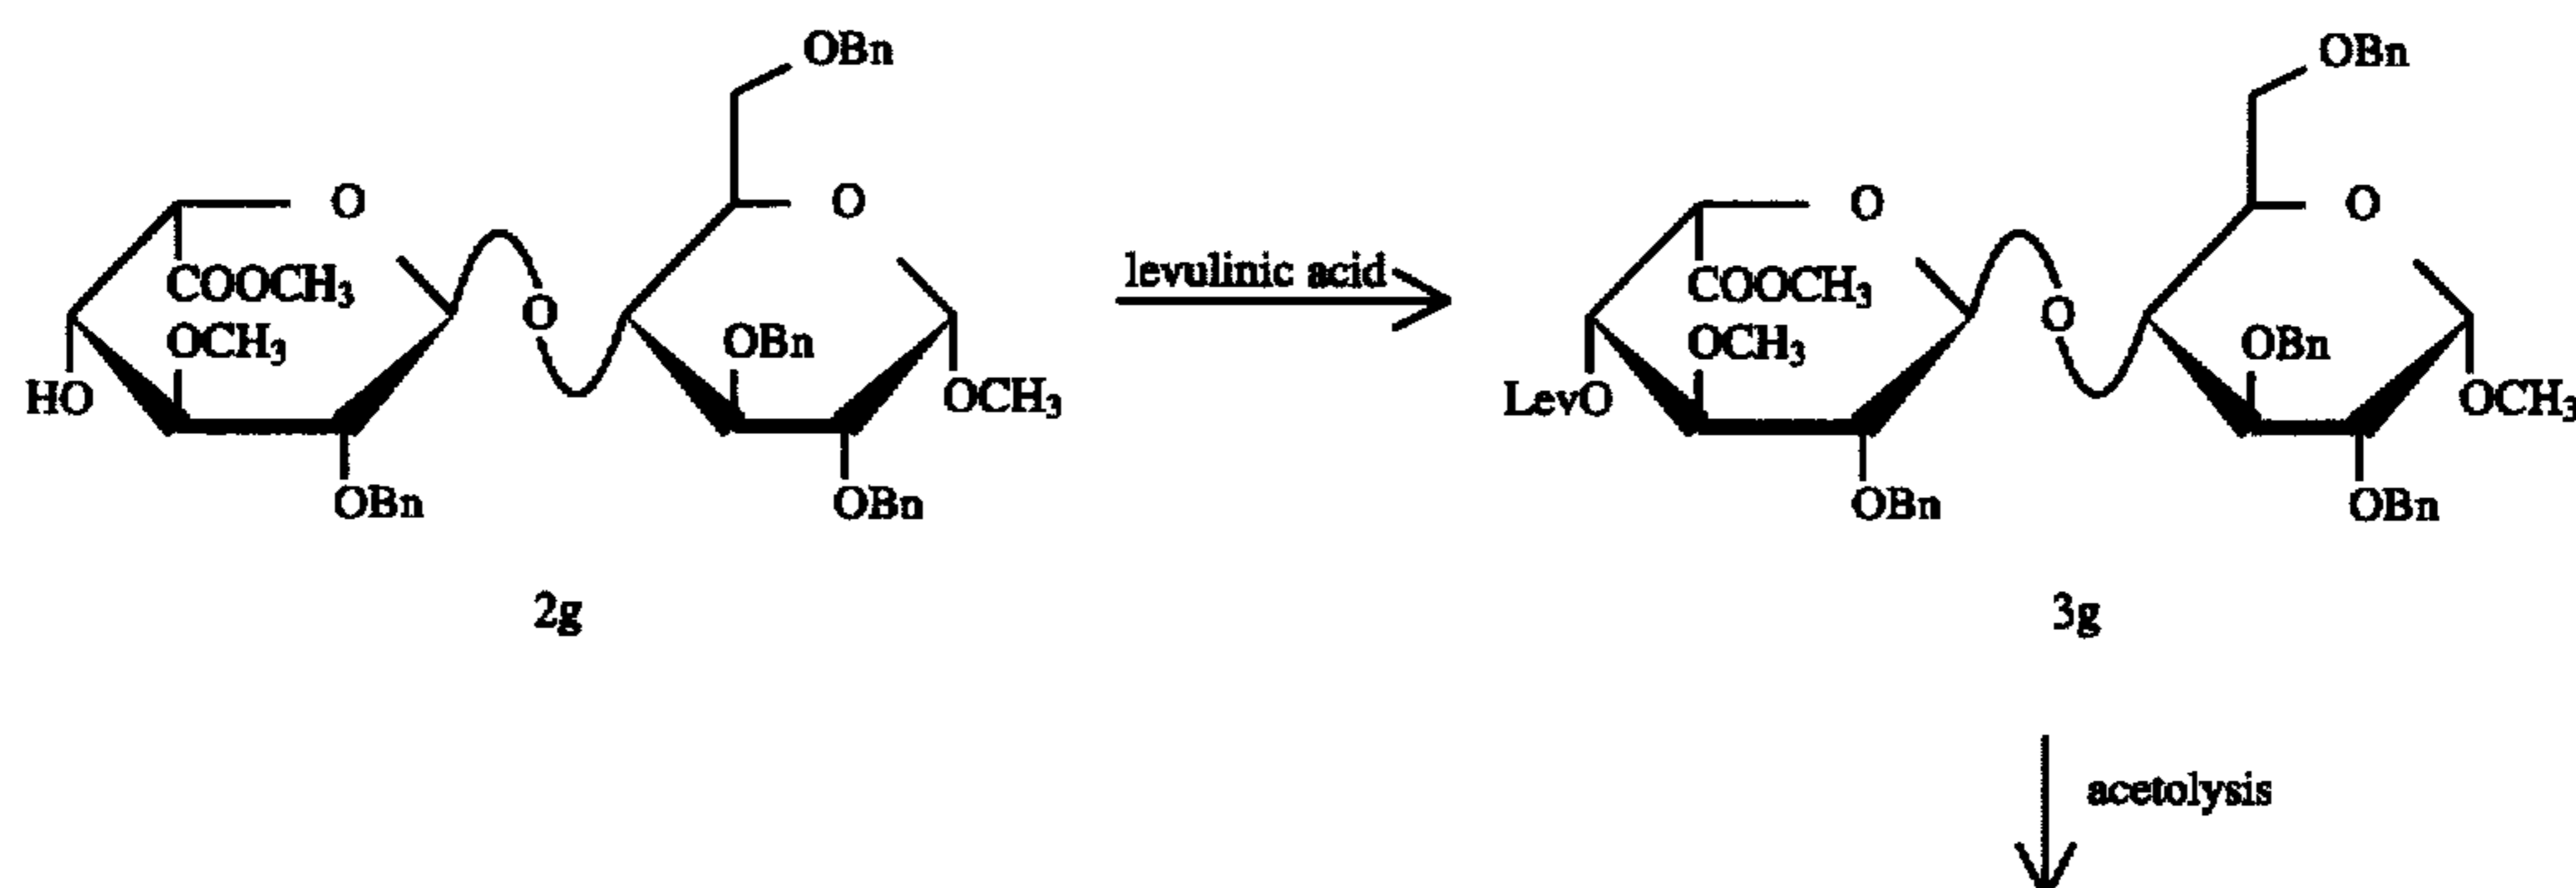 OBn
OBn
O
O
O
O
COOCH3
levulinic acid
COOCH3
O
O
OCH3
OBn
OCH3
OBn
HO
OCH3
LevO
OCH3
OBn
OBn
OBn
OBn
2g
3g
acetolysis